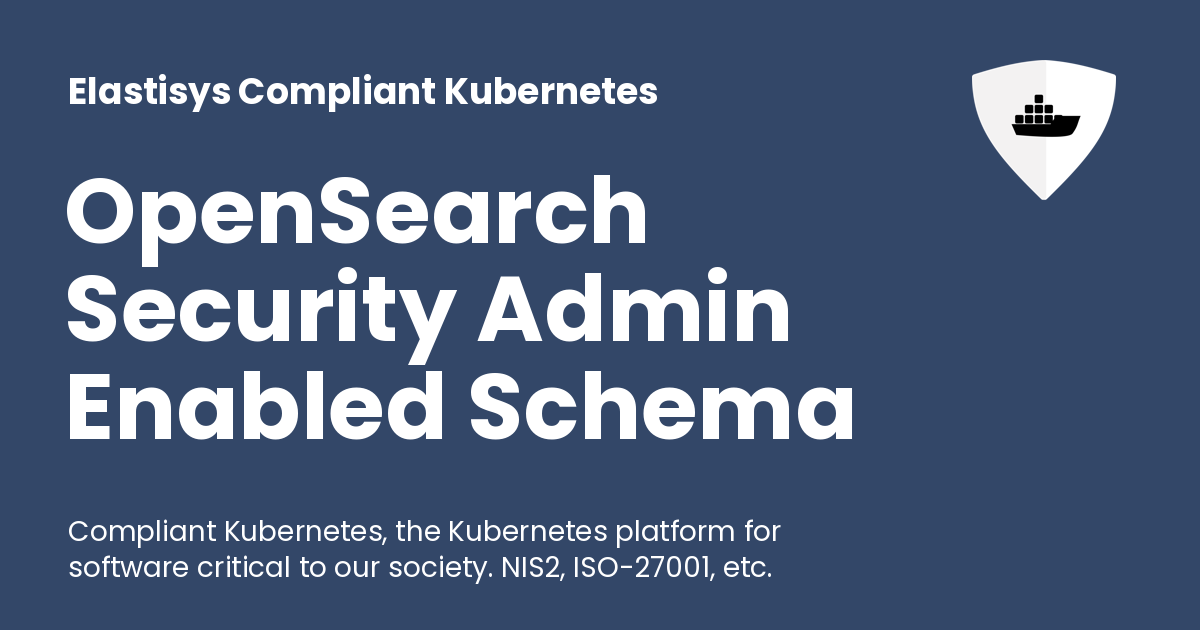 Elastisys Compliant Kubernetes
OpenSearch
Security Admin
Enabled Schema
Compliant Kubernetes, the Kubernetes platform for
software critical to our society. NIS2, ISO-27001, etc.